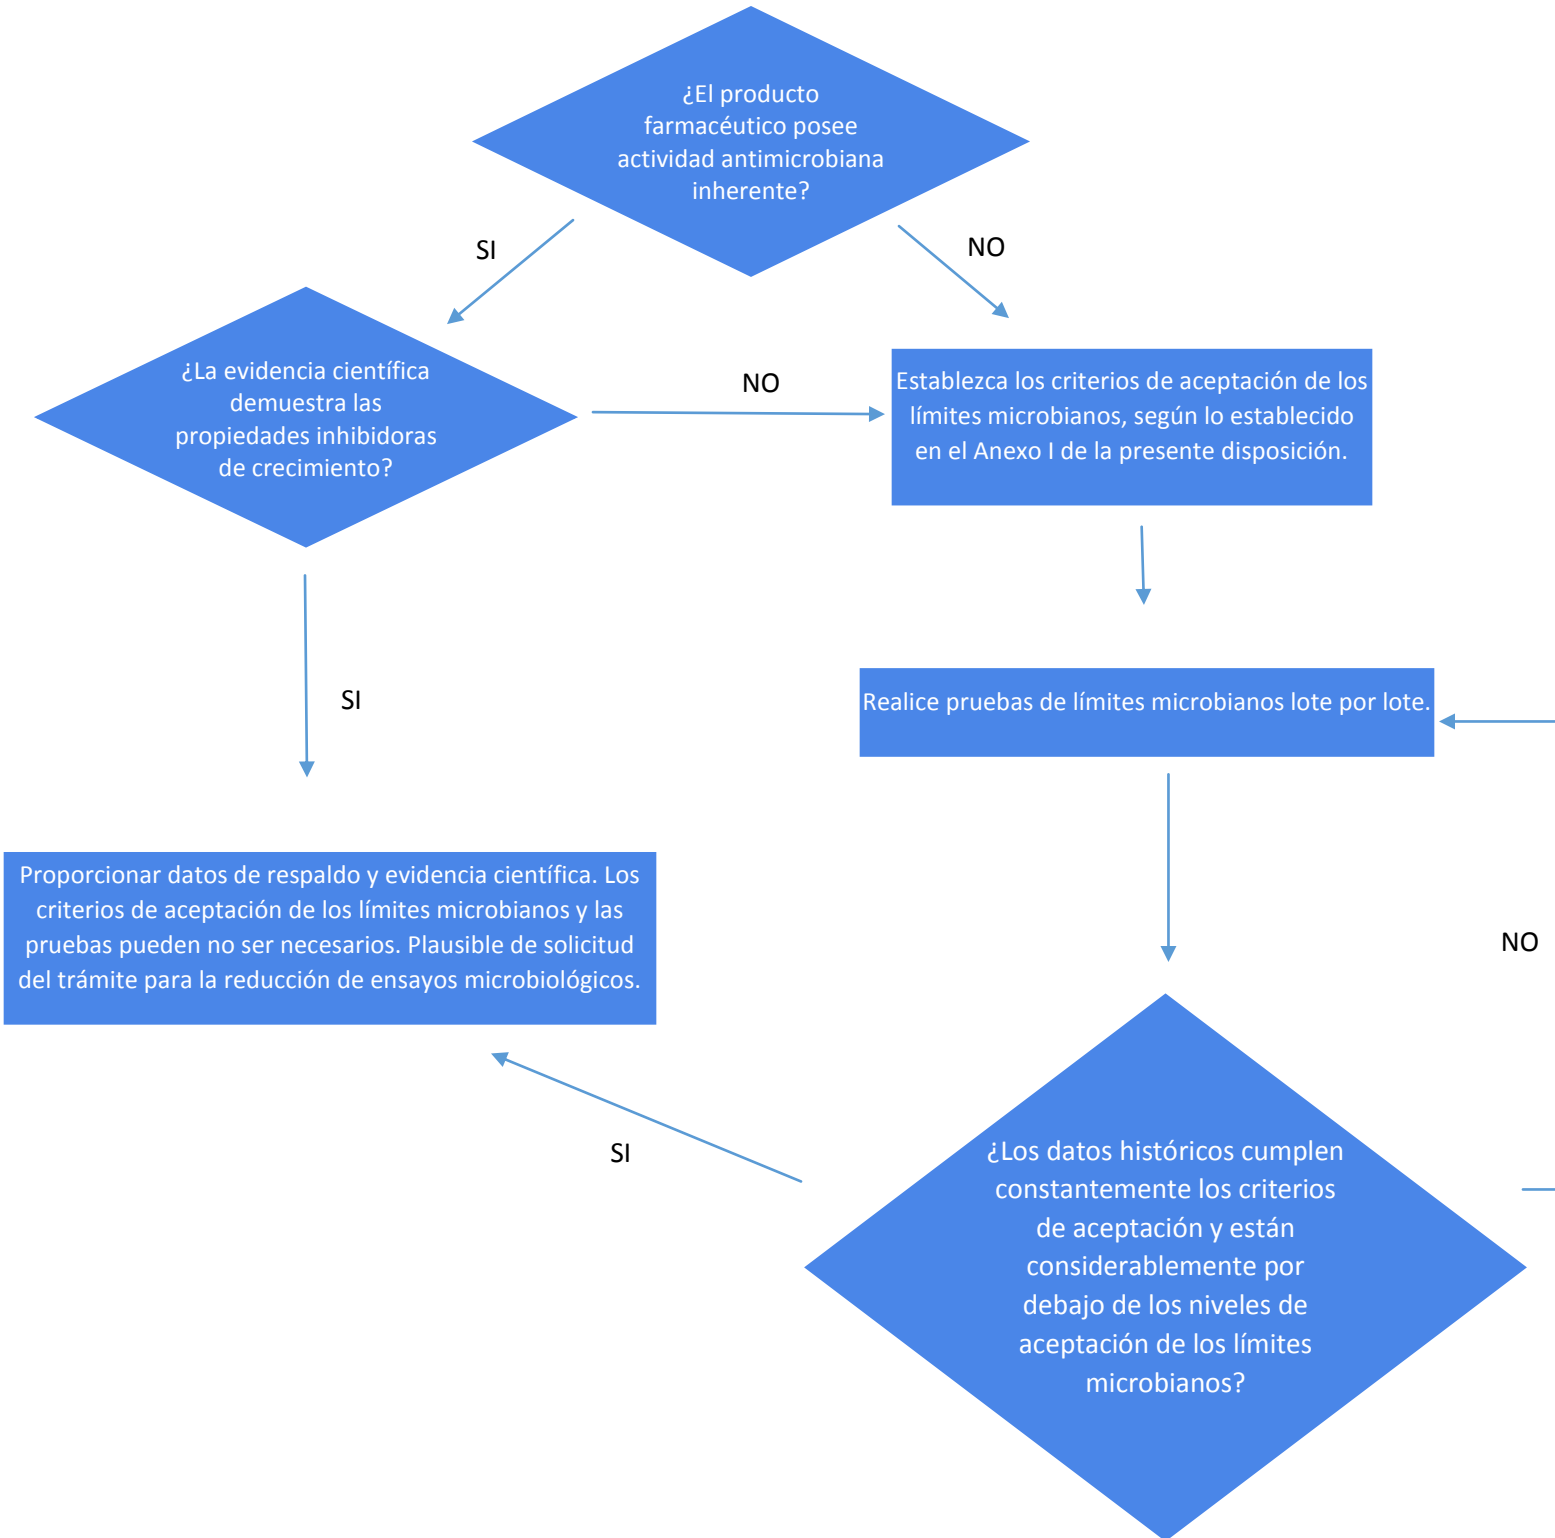 ¿El producto
farmacéutico posee
actividad antimicrobiana
inherente?
SI
NO
¿La evidencia científica
demuestra las
propiedades inhibidoras
de crecimiento?
NO
Establezca los criterios de aceptación de los
límites microbianos, según lo establecido
en el Anexo I de la presente disposición.
SI
Realice pruebas de límites microbianos lote por lote.
Proporcionar datos de respaldo y evidencia científica. Los
criterios de aceptación de los límites microbianos y las
pruebas pueden no ser necesarios. Plausible de solicitud
del trámite para la reducción de ensayos microbiológicos.
NO
SI
¿Los datos históricos cumplen
constantemente los criterios
de aceptación y están
considerablemente por
debajo de los niveles de
aceptación de los límites
microbianos?